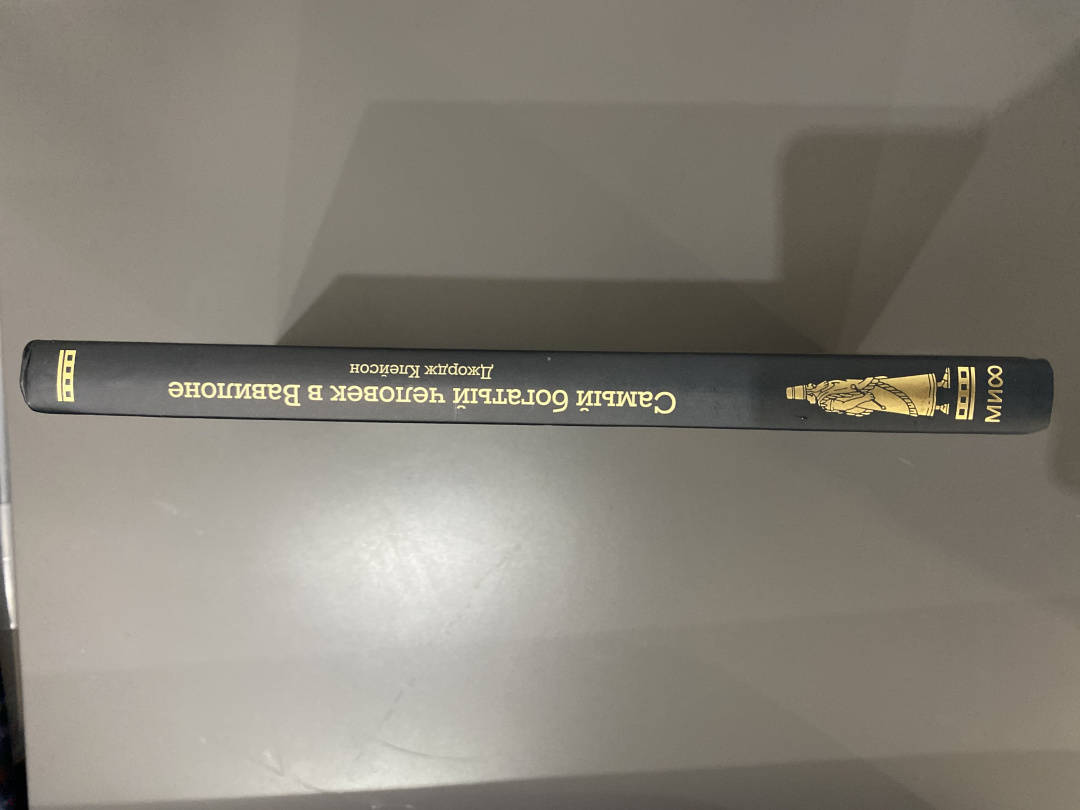 Самый богатый человек в Вавилоне
Джордж Клейсон
МИФ